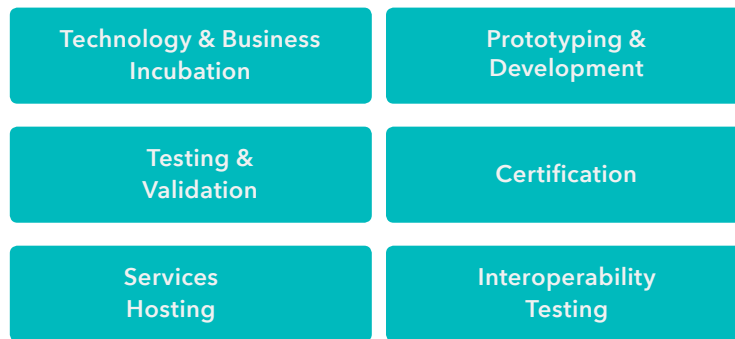 Technology & Business
Incubation
Prototyping &
Development
Testing &
Validation
Certification
Services
Hosting
Interoperability
Testing